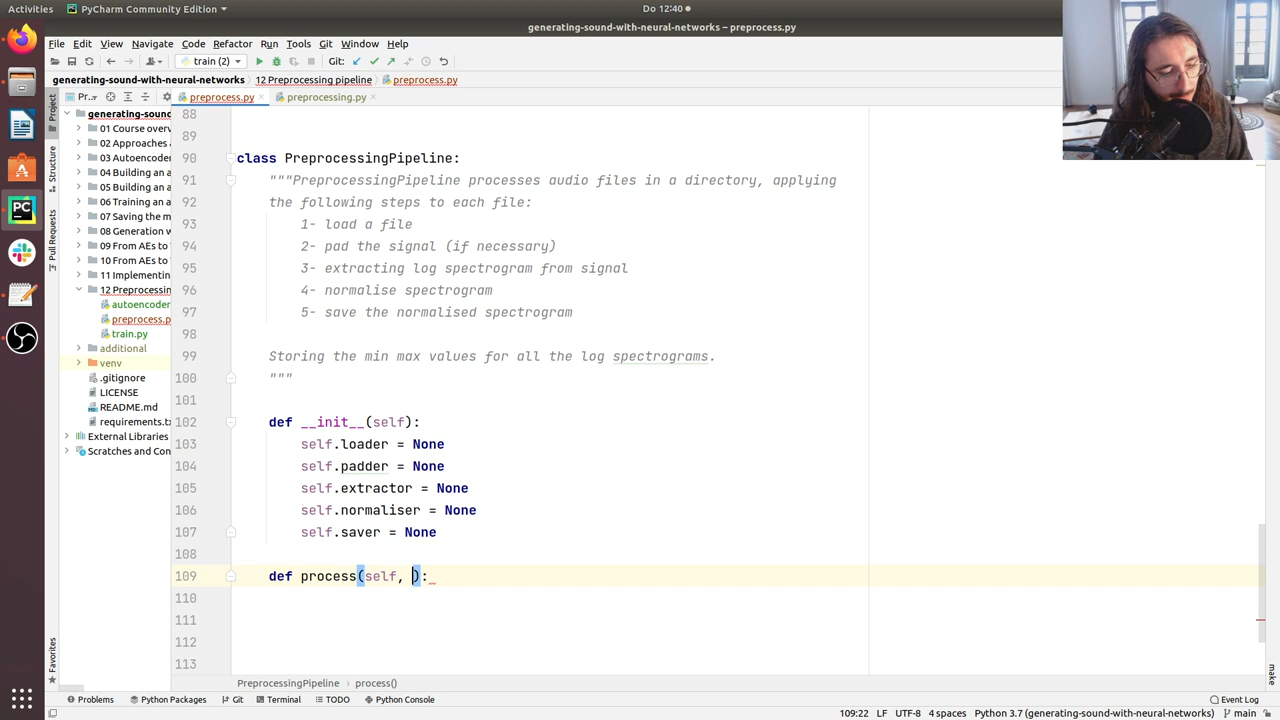 Activities PyCharm Community Edition Do 12:40
generating-sound-with-neural-networks – preprocess.py
File Edit View Navigate Code Refactor Run Tools Git Window Help
train (2) Git:
generating-sound-with-neural-networks 12 Preprocessing pipeline preprocess.py
Pr... preprocess.py preprocessing.py
Project
Structure
Pull Requests
Favorites
make
generating-sound
01 Course overv
02 Approaches
03 Autoencode
04 Building an a
05 Building an a
06 Training an a
07 Saving the m
08 Generation w
09 From AEs to
10 From AEs to
11 Implementin
12 Preprocessin
autoencoder
preprocess.p
train.py
additional
venv
.gitignore
LICENSE
README.md
requirements.tx
External Libraries
Scratches and Con
88
89
90 class PreprocessingPipeline:
91 """PreprocessingPipeline processes audio files in a directory, applying
92 the following steps to each file:
93 1- load a file
94 2- pad the signal (if necessary)
95 3- extracting log spectrogram from signal
96 4- normalise spectrogram
97 5- save the normalised spectrogram
98
99 Storing the min max values for all the log spectrograms.
100 """
101
102 def __init__(self):
103 self.loader = None
104 self.padder = None
105 self.extractor = None
106 self.normaliser = None
107 self.saver = None
108
109 def process(self, ):
110
111
112
113
PreprocessingPipeline process()
Problems Python Packages Git Terminal TODO Python Console Event Log
109:22 LF UTF-8 4 spaces Python 3.7 (generating-sound-with-neural-networks) main